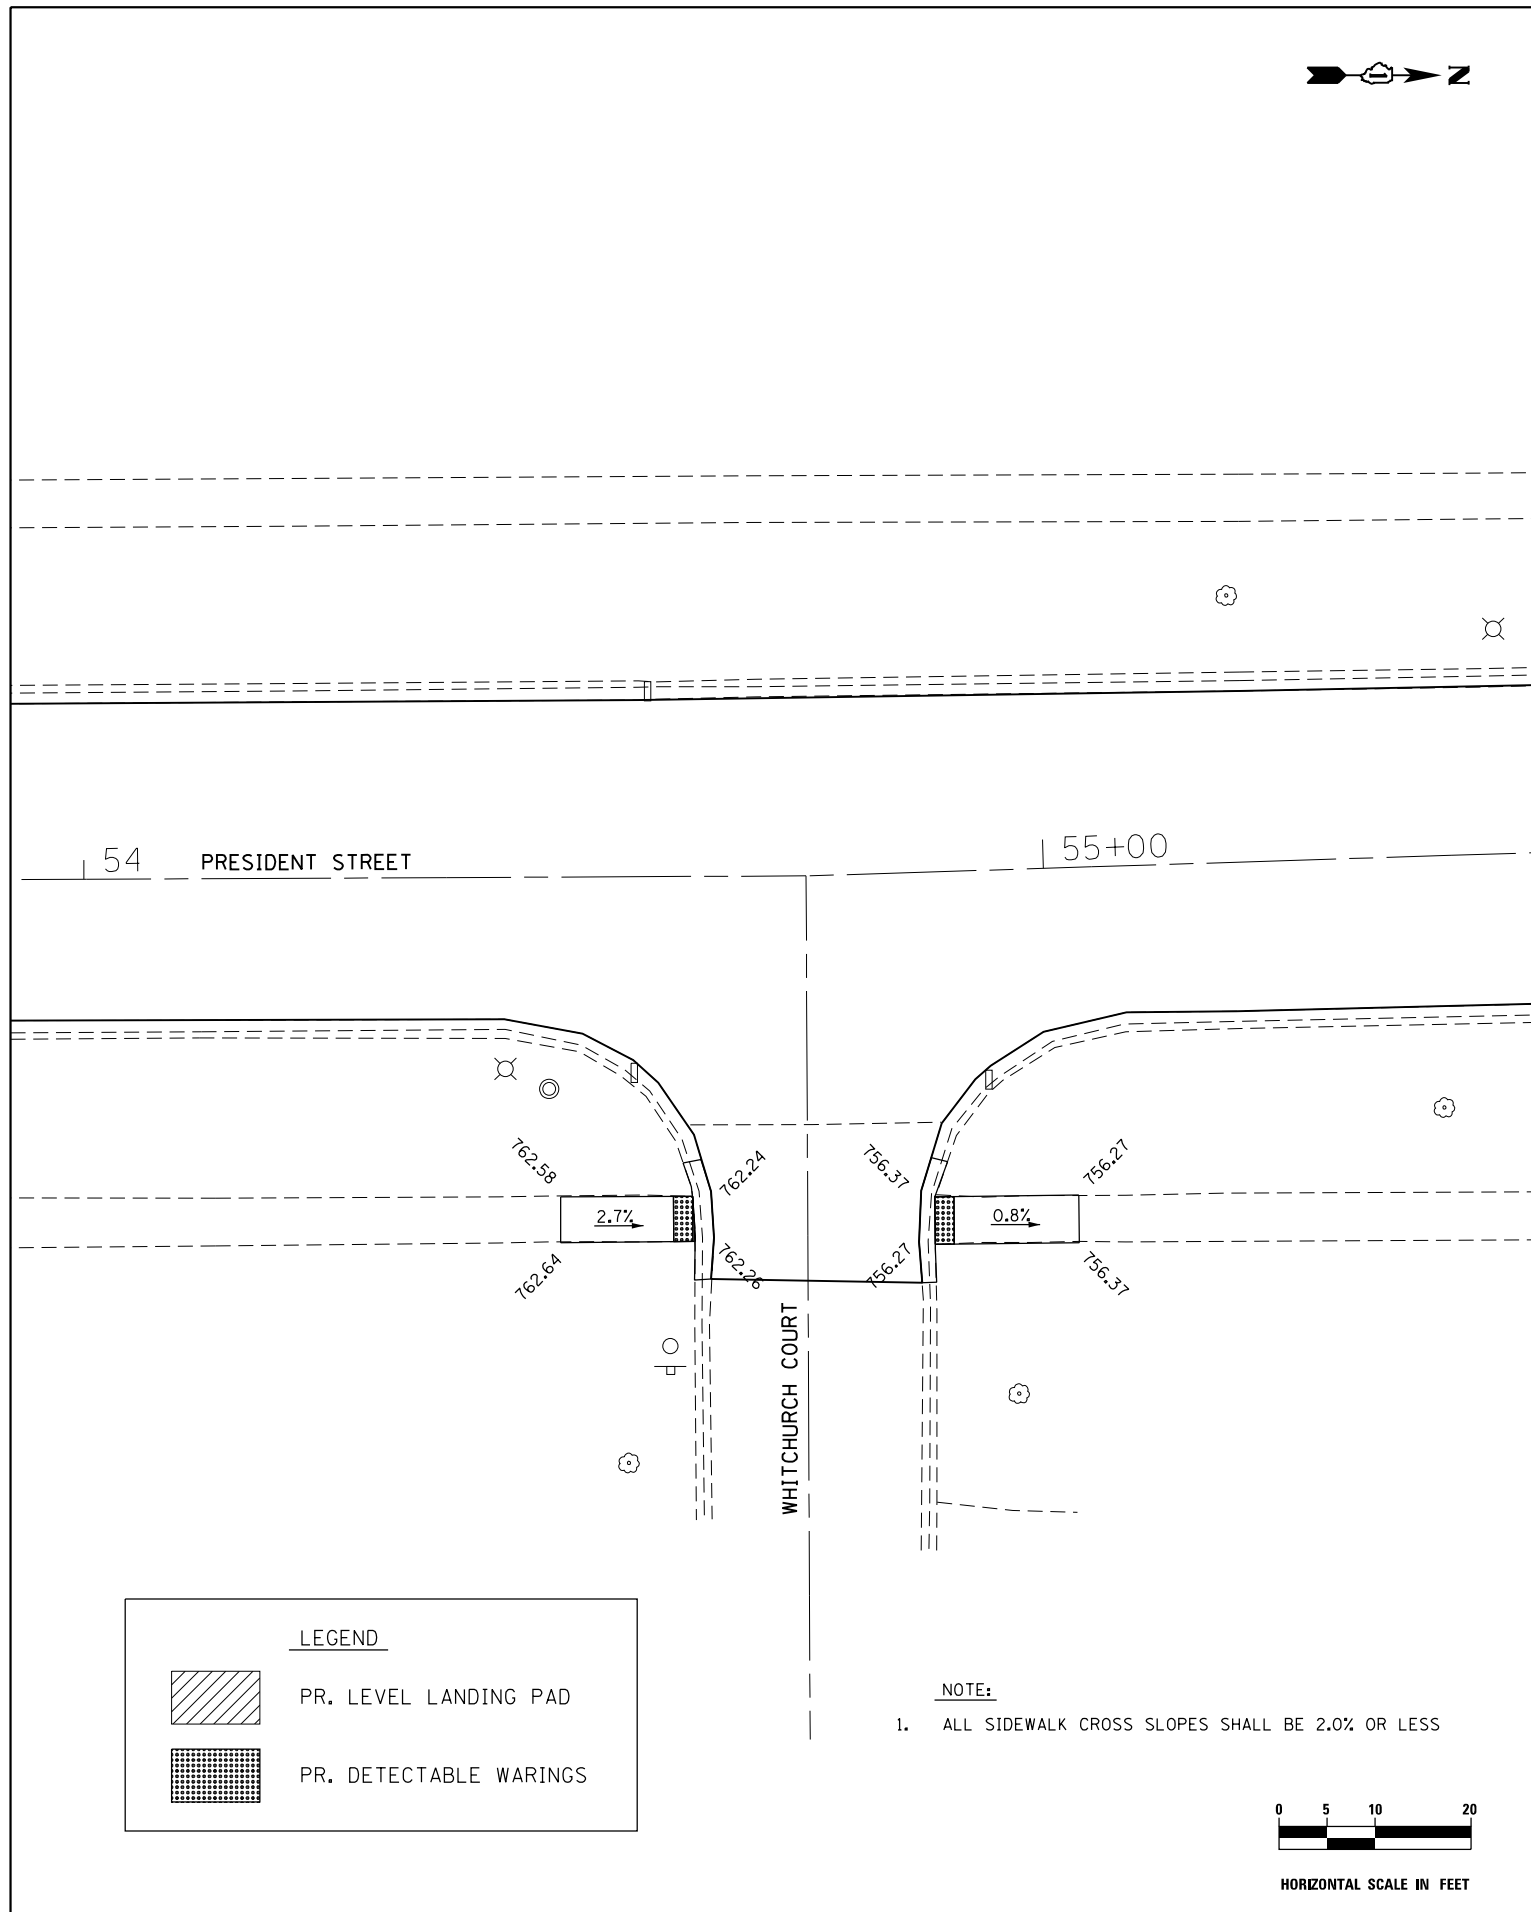 N
54
PRESIDENT STREET
55+00
762.58
762.24
756.37
756.27
2.7%
0.8%
762.64
762.26
756.27
756.37
WHITCHURCH COURT
LEGEND
PR. LEVEL LANDING PAD
PR. DETECTABLE WARINGS
NOTE:
1. ALL SIDEWALK CROSS SLOPES SHALL BE 2.0% OR LESS
0 5 10 20
HORIZONTAL SCALE IN FEET